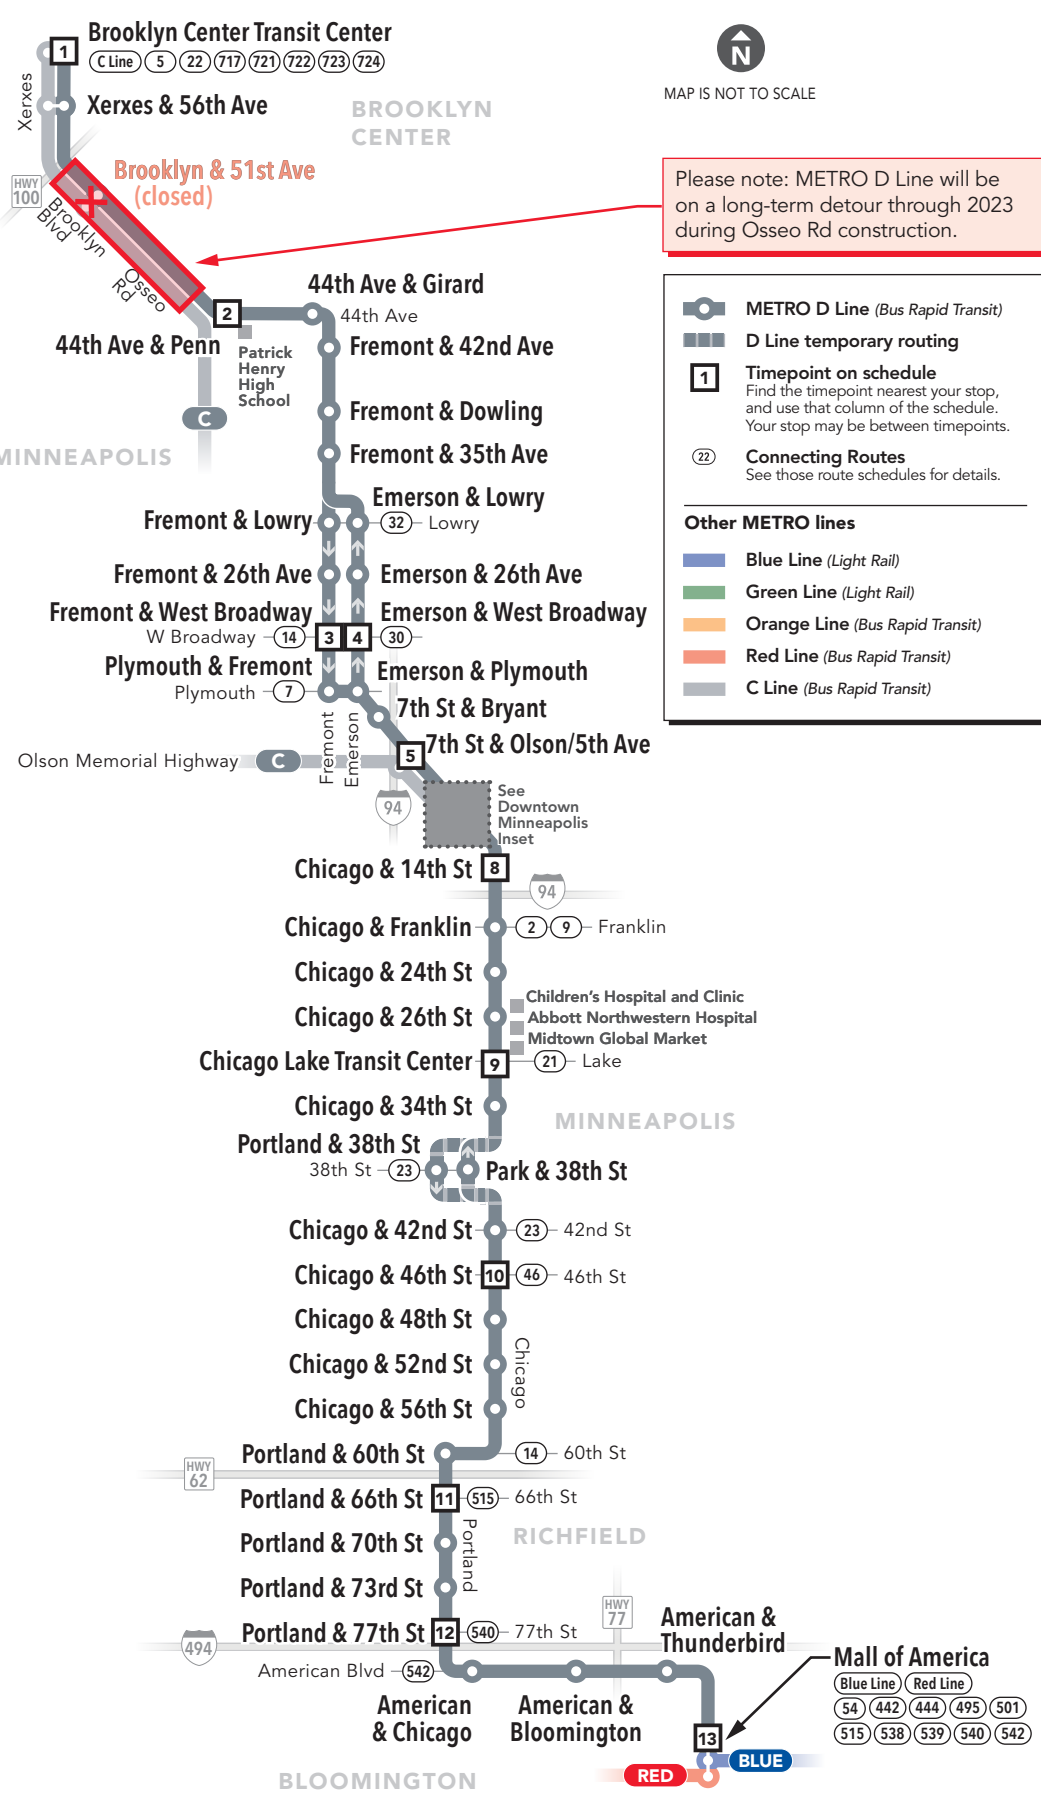 Brooklyn Center Transit Center
1
C Line 5 22 717 721 722 723 724
N
MAP IS NOT TO SCALE
Xerxes
Xerxes & 56th Ave
BROOKLYN
CENTER
Brooklyn & 51st Ave
(closed)
HWY
100
Brooklyn
Blvd
Osseo
Rd
Please note: METRO D Line will be
on a long-term detour through 2023
during Osseo Rd construction.
44th Ave & Girard
2
44th Ave
44th Ave & Penn
Patrick
Henry
High
School
Fremont & 42nd Ave
C
Fremont & Dowling
MINNEAPOLIS
Fremont & 35th Ave
METRO D Line (Bus Rapid Transit)
D Line temporary routing
1
Timepoint on schedule
Find the timepoint nearest your stop,
and use that column of the schedule.
Your stop may be between timepoints.
22
Connecting Routes
See those route schedules for details.
Other METRO lines
Blue Line (Light Rail)
Green Line (Light Rail)
Orange Line (Bus Rapid Transit)
Red Line (Bus Rapid Transit)
C Line (Bus Rapid Transit)
Emerson & Lowry
Fremont & Lowry
32 Lowry
Fremont & 26th Ave
Emerson & 26th Ave
Fremont & West Broadway
Emerson & West Broadway
W Broadway 14 3 4 30
Plymouth & Fremont
Emerson & Plymouth
Plymouth 7
7th St & Bryant
Fremont
Emerson
7th St & Olson/5th Ave
5
Olson Memorial Highway C
94
See
Downtown
Minneapolis
Inset
Chicago & 14th St 8
94
Chicago & Franklin 2 9 Franklin
Chicago & 24th St
Chicago & 26th St
Children's Hospital and Clinic
Abbott Northwestern Hospital
Midtown Global Market
Chicago Lake Transit Center 9 21 Lake
Chicago & 34th St
MINNEAPOLIS
Portland & 38th St
38th St 23
Park & 38th St
Chicago & 42nd St 23 42nd St
Chicago & 46th St 10 46 46th St
Chicago & 48th St
Chicago & 52nd St
Chicago
Chicago & 56th St
Portland & 60th St 14 60th St
HWY
62
Portland & 66th St 11 515 66th St
Portland
RICHFIELD
Portland & 70th St
Portland & 73rd St
HWY
77
Portland & 77th St 12 540 77th St
494
American &
Thunderbird
American Blvd 542
American
& Chicago
American &
Bloomington
Mall of America
Blue Line Red Line
54 442 444 495 501
515 538 539 540 542
13
BLUE
RED
BLOOMINGTON